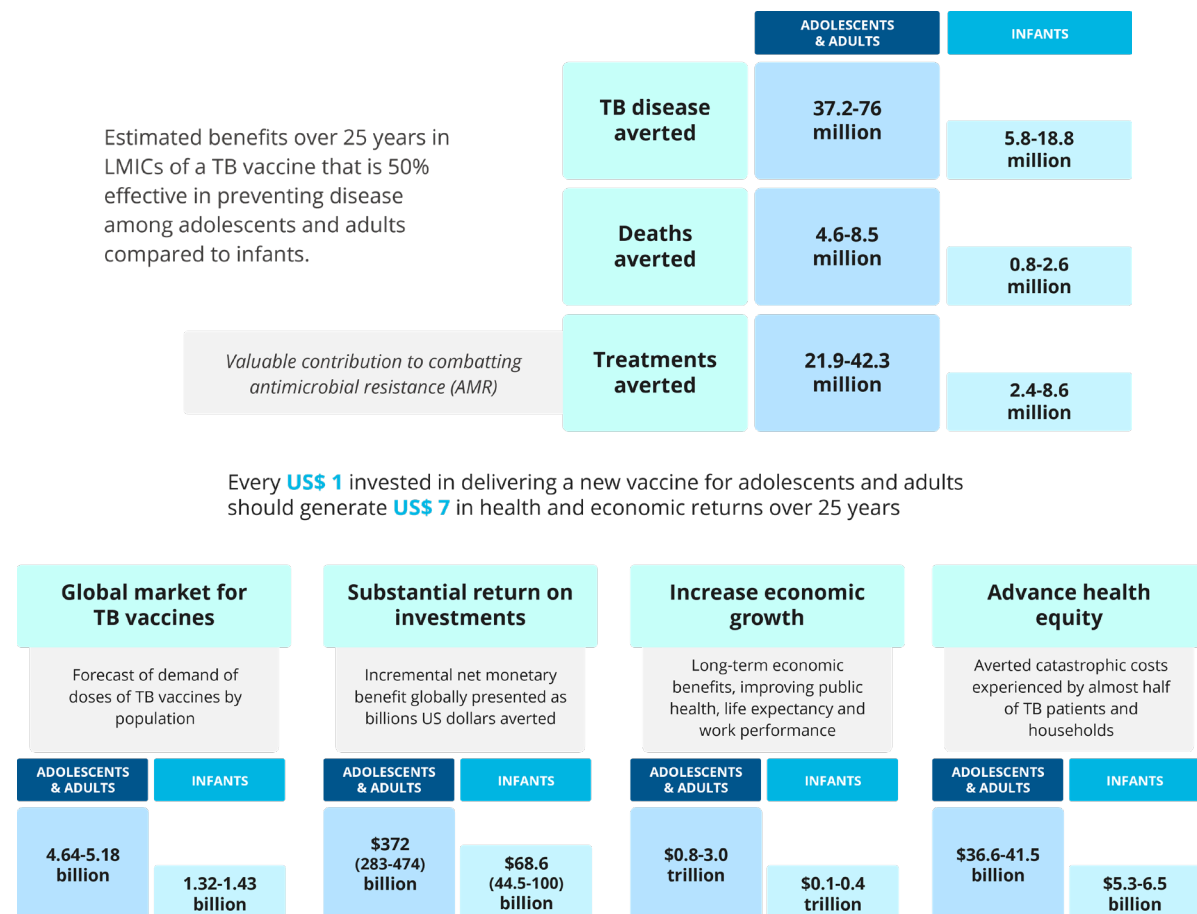 ADOLESCENTS
& ADULTS
INFANTS
Estimated benefits over 25 years in
LMICs of a TB vaccine that is 50%
effective in preventing disease
among adolescents and adults
compared to infants.
TB disease
averted
37.2-76
million
5.8-18.8
million
Deaths
averted
4.6-8.5
million
0.8-2.6
million
Valuable contribution to combatting
antimicrobial resistance (AMR)
Treatments
averted
21.9-42.3
million
2.4-8.6
million
Every US$ 1 invested in delivering a new vaccine for adolescents and adults
should generate US$ 7 in health and economic returns over 25 years
Global market for
TB vaccines
Forecast of demand of
doses of TB vaccines by
population
ADOLESCENTS
& ADULTS
INFANTS
4.64-5.18
billion
1.32-1.43
billion
Substantial return on
investments
Incremental net monetary
benefit globally presented as
billions US dollars averted
ADOLESCENTS
& ADULTS
INFANTS
$372
(283-474)
billion
$68.6
(44.5-100)
billion
Increase economic
growth
Long-term economic
benefits, improving public
health, life expectancy and
work performance
ADOLESCENTS
& ADULTS
INFANTS
$0.8-3.0
trillion
$0.1-0.4
trillion
Advance health
equity
Averted catastrophic costs
experienced by almost half
of TB patients and
households
ADOLESCENTS
& ADULTS
INFANTS
$36.6-41.5
billion
$5.3-6.5
billion